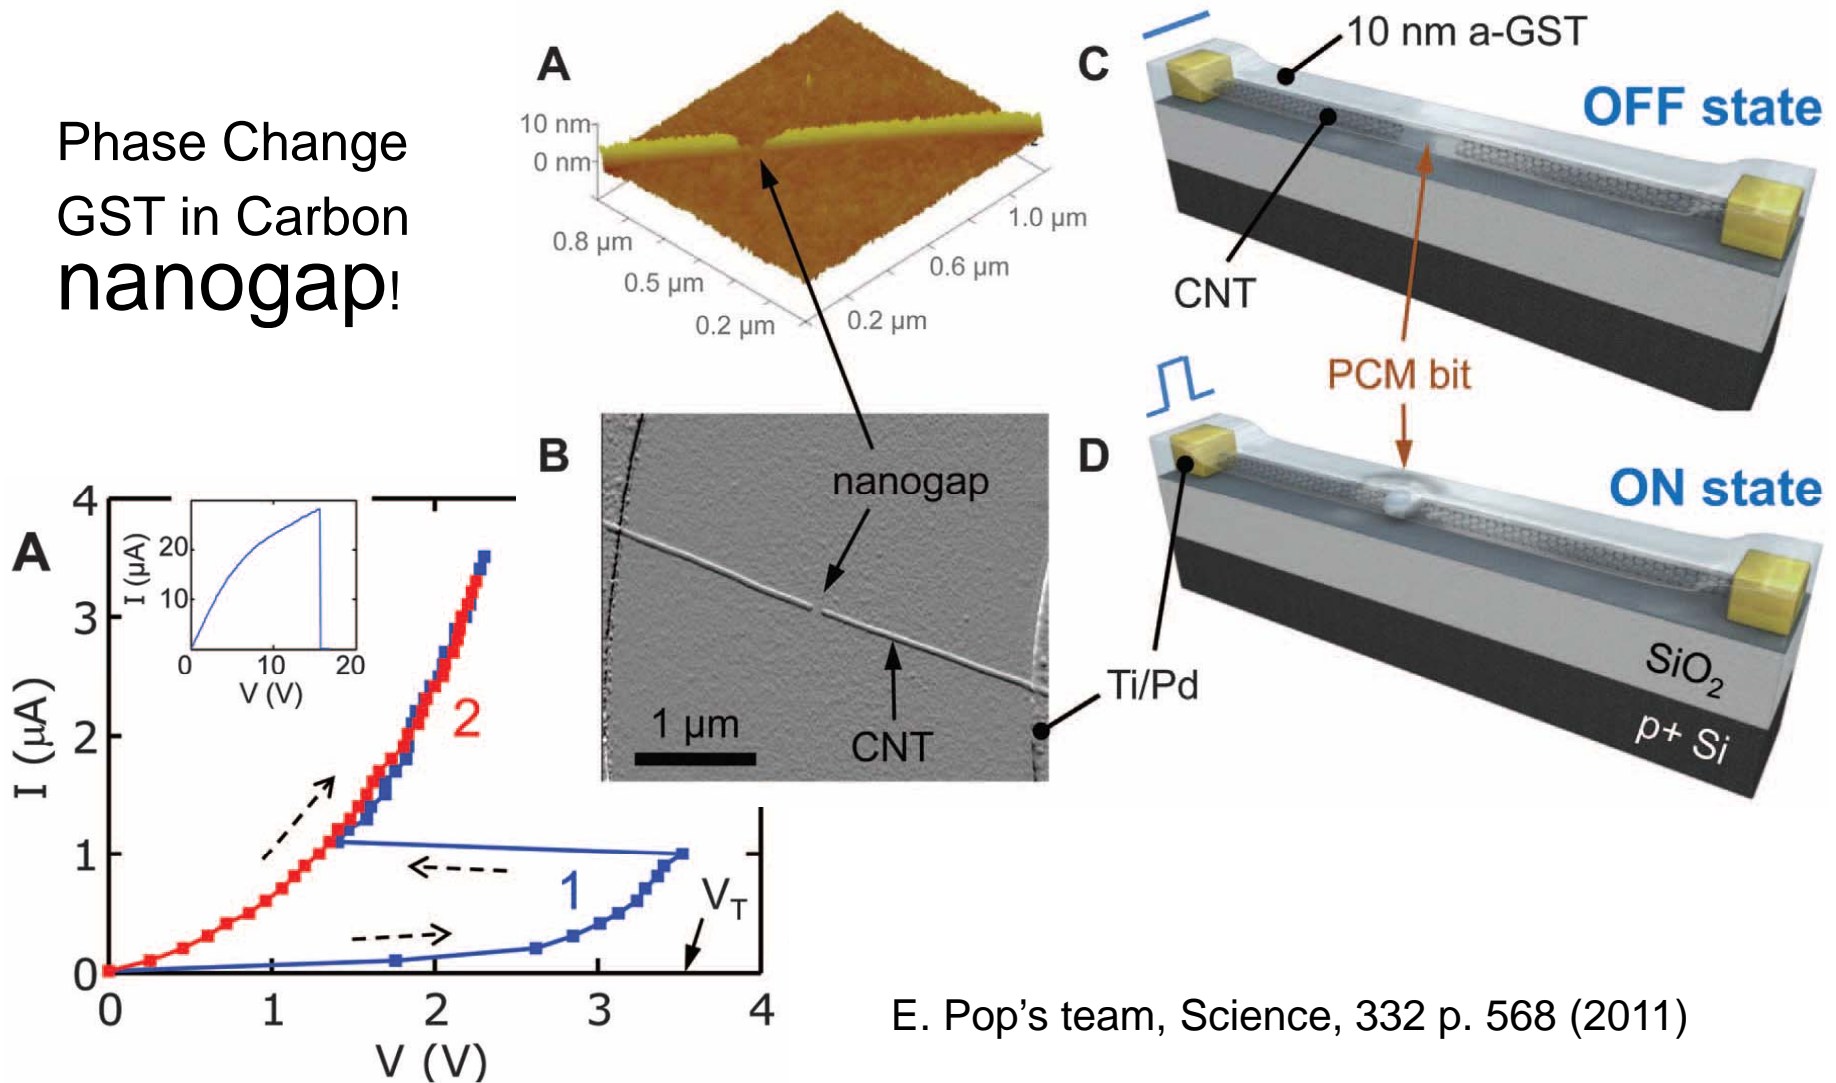 Phase Change
GST in Carbon
nanogap!
A
10 nm
0 nm
0.8 µm
0.5 µm
0.2 µm
0.2 µm
0.6 µm
1.0 µm
B
nanogap
CNT
1 µm
Ti/Pd
C
10 nm a-GST
OFF state
CNT
PCM bit
D
ON state
SiO2
p+ Si
A
I (µA)
4
3
2
1
0
0
1
2
3
4
V (V)
I (µA)
20
10
0
10
20
V (V)
2
1
VT
E. Pop's team, Science, 332 p. 568 (2011)